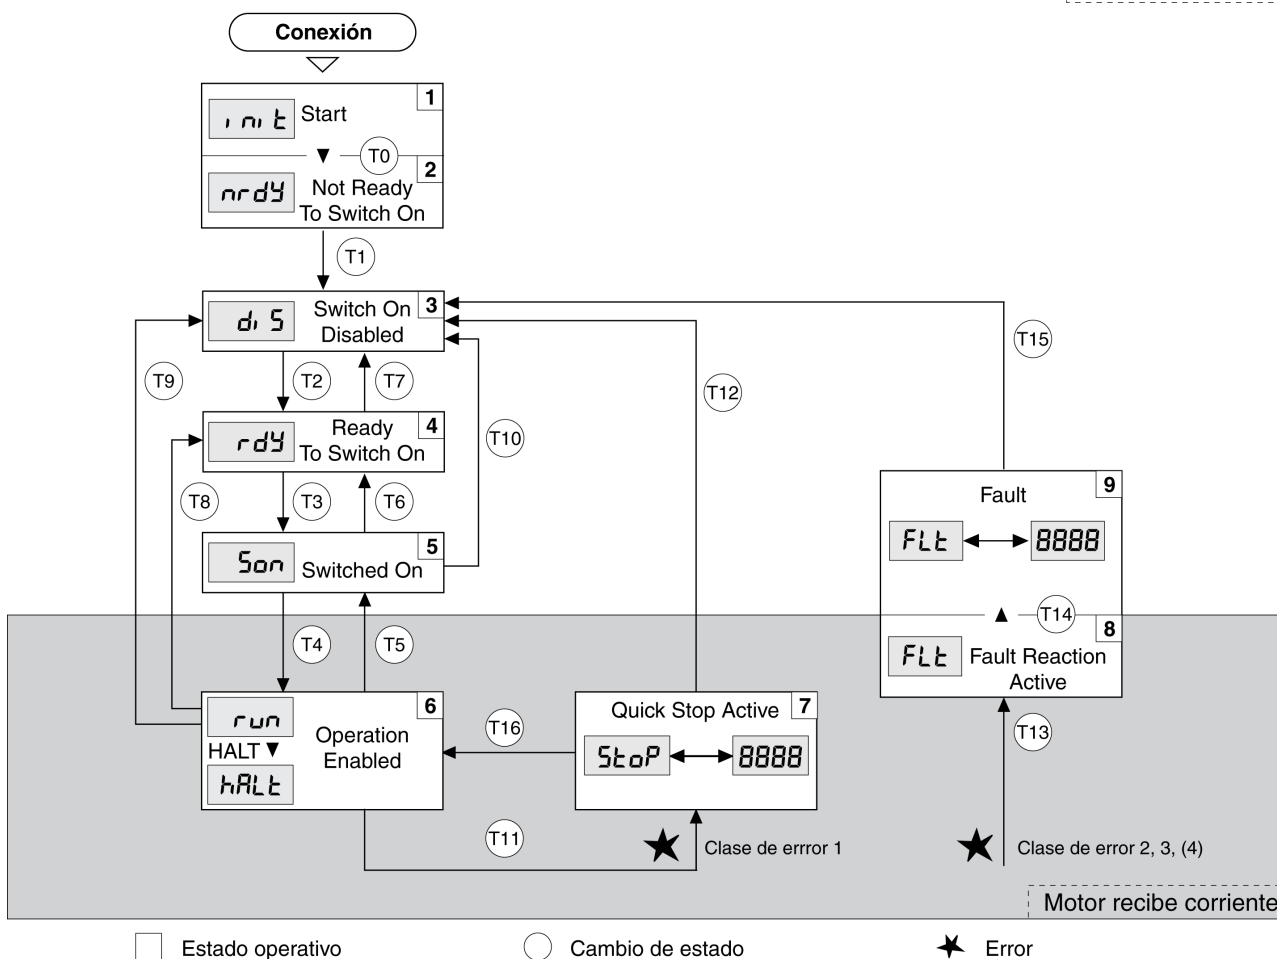 Conexión
1
init Start
T0
2
nrdy Not Ready
To Switch On
T1
3
diS Switch On
Disabled
T15
T9
T2
T7
T12
4
rdy Ready
To Switch On
T10
T8
T3
T6
9
Fault
FLt 8888
5
Son Switched On
T14
8
FLt Fault Reaction
Active
T4
T5
6
run
HALT
hALt
Operation
Enabled
T16
7
Quick Stop Active
StoP 8888
T13
T11
Clase de errror 1
Clase de error 2, 3, (4)
Motor recibe corriente
Estado operativo
Cambio de estado
Error